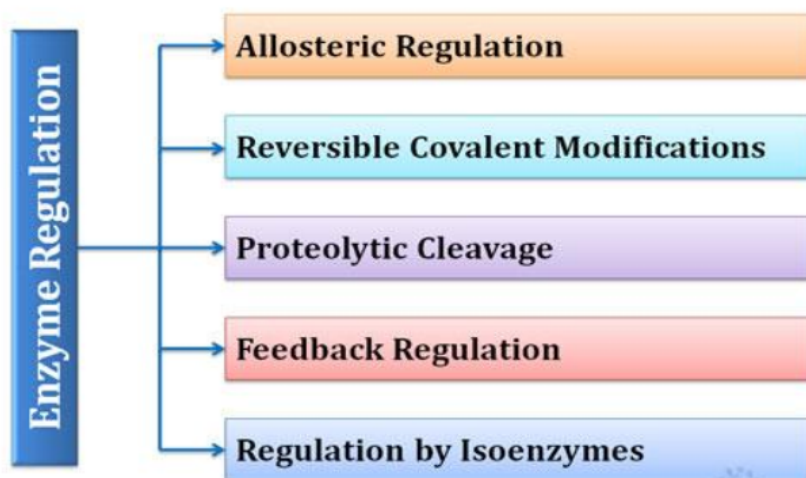 Enzyme Regulation
Allosteric Regulation
Reversible Covalent Modifications
Proteolytic Cleavage
Feedback Regulation
Regulation by Isoenzymes